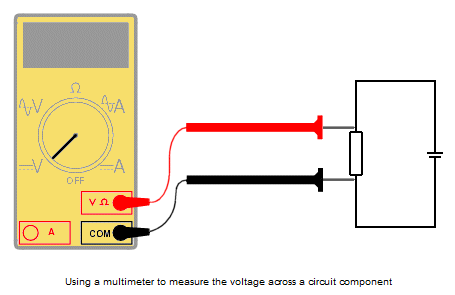 Ω
V A
V A
OFF
V Ω
A COM
Using a multimeter to measure the voltage across a circuit component